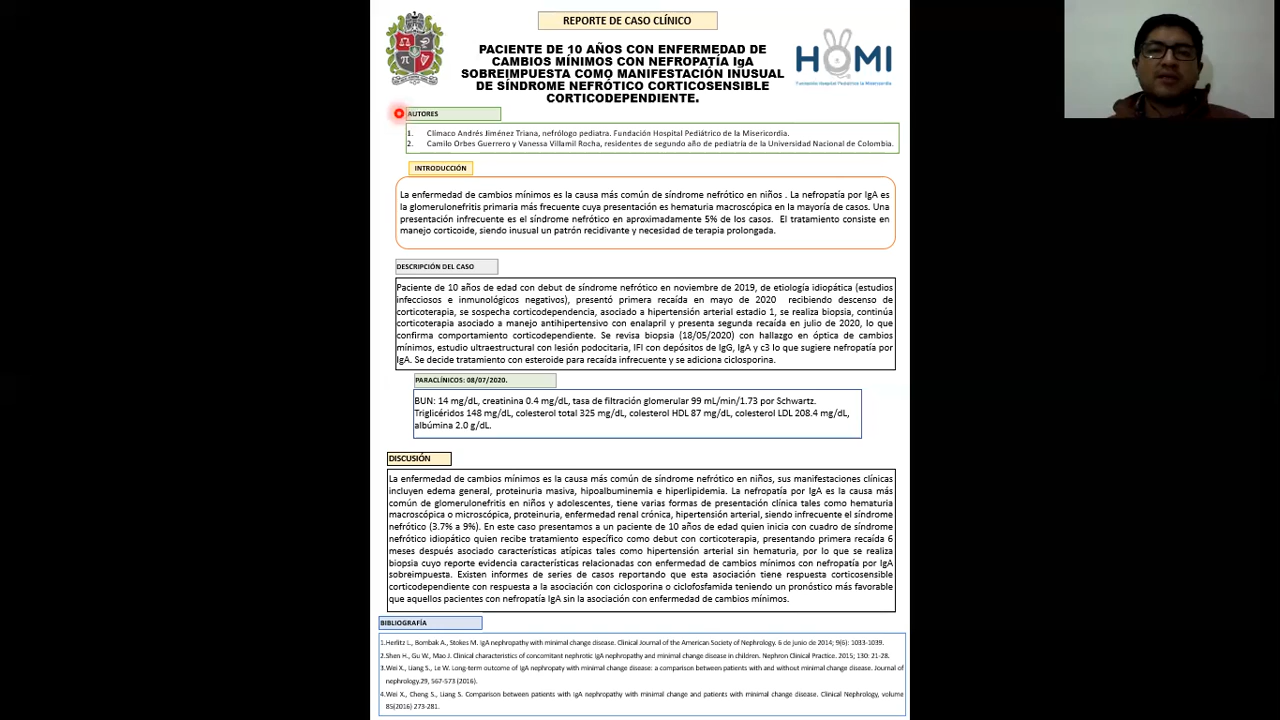 REPORTE DE CASO CLÍNICO
PACIENTE DE 10 AÑOS CON ENFERMEDAD DE
CAMBIOS MÍNIMOS CON NEFROPATÍA IgA
SOBREIMPUESTA COMO MANIFESTACIÓN INUSUAL
DE SÍNDROME NEFRÓTICO CORTICOSENSIBLE
CORTICODEPENDIENTE.
HOMI
Fundación Hospital Pediátrico la Misericordia
AUTORES
1. Clímaco Andrés Jiménez Triana, nefrólogo pediatra. Fundación Hospital Pediátrico de la Misericordia.
2. Camilo Orbes Guerrero y Vanessa Villamil Rocha, residentes de segundo año de pediatría de la Universidad Nacional de Colombia.
INTRODUCCIÓN
La enfermedad de cambios mínimos es la causa más común de síndrome nefrótico en niños . La nefropatía por IgA es
la glomerulonefritis primaria más frecuente cuya presentación es hematuria macroscópica en la mayoría de casos. Una
presentación infrecuente es el síndrome nefrótico en aproximadamente 5% de los casos. El tratamiento consiste en
manejo corticoide, siendo inusual un patrón recidivante y necesidad de terapia prolongada.
DESCRIPCIÓN DEL CASO
Paciente de 10 años de edad con debut de síndrome nefrótico en noviembre de 2019, de etiología idiopática (estudios
infecciosos e inmunológicos negativos), presentó primera recaída en mayo de 2020 recibiendo descenso de
corticoterapia, se sospecha corticodependencia, asociado a hipertensión arterial estadio 1, se realiza biopsia, continúa
corticoterapia asociado a manejo antihipertensivo con enalapril y presenta segunda recaída en julio de 2020, lo que
confirma comportamiento corticodependiente. Se revisa biopsia (18/05/2020) con hallazgo en óptica de cambios
mínimos, estudio ultraestructural con lesión podocitaria, IFI con depósitos de IgG, IgA y c3 lo que sugiere nefropatía por
IgA. Se decide tratamiento con esteroide para recaída infrecuente y se adiciona ciclosporina.
PARACLÍNICOS: 08/07/2020.
BUN: 14 mg/dL, creatinina 0.4 mg/dL, tasa de filtración glomerular 99 mL/min/1.73 por Schwartz.
Triglicéridos 148 mg/dL, colesterol total 325 mg/dL, colesterol HDL 87 mg/dL, colesterol LDL 208.4 mg/dL,
albúmina 2.0 g/dL.
DISCUSIÓN
La enfermedad de cambios mínimos es la causa más común de síndrome nefrótico en niños, sus manifestaciones clínicas
incluyen edema general, proteinuria masiva, hipoalbuminemia e hiperlipidemia. La nefropatía por IgA es la causa más
común de glomerulonefritis en niños y adolescentes, tiene varias formas de presentación clínica tales como hematuria
macroscópica o microscópica, proteinuria, enfermedad renal crónica, hipertensión arterial, siendo infrecuente el síndrome
nefrótico (3.7% a 9%). En este caso presentamos a un paciente de 10 años de edad quien inicia con cuadro de síndrome
nefrótico idiopático quien recibe tratamiento específico como debut con corticoterapia, presentando primera recaída 6
meses después asociado características atípicas tales como hipertensión arterial sin hematuria, por lo que se realiza
biopsia cuyo reporte evidencia características relacionadas con enfermedad de cambios mínimos con nefropatía por IgA
sobreimpuesta. Existen informes de series de casos reportando que esta asociación tiene respuesta corticosensible
corticodependiente con respuesta a la asociación con ciclosporina o ciclofosfamida teniendo un pronóstico más favorable
que aquellos pacientes con nefropatía IgA sin la asociación con enfermedad de cambios mínimos.
BIBLIOGRAFÍA
1.Herlitz L., Bombak A., Stokes M. IgA nephropathy with minimal change disease. Clinical Journal of the American Society of Nephrology. 6 de junio de 2014; 9(6): 1033-1039.
2.Shen H., Gu W., Mao J. Clinical characteristics of concomitant nephrotic IgA nephropathy and minimal change disease in children. Nephron Clinical Practice. 2015; 130: 21-28.
3.Wei X., Liang S., Le W. Long-term outcome of IgA nephropaty with minimal change disease: a comparison between patients with and without minimal change disease. Journal of
nephrology.29, 567-573 (2016).
4.Wei X., Cheng S., Liang S. Comparison between patients with IgA nephropathy with minimal change and patients with minimal change disease. Clinical Nephrology, volume
85(2016) 273-281.